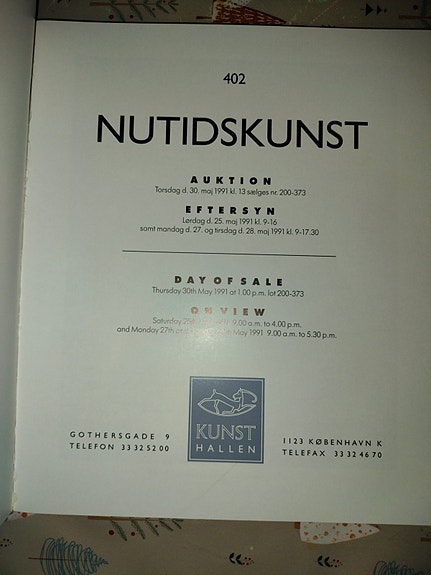 402
NUTIDSKUNST
AUKTION
Torsdag d. 30. maj 1991 kl. 13 sælges nr. 200-373
EFTERSYN
Lørdag d. 25. maj 1991 kl. 9-16
samt mandag d. 27. og tirsdag d. 28. maj 1991 kl. 9-17.30
DAY OF SALE
Thursday 30th May 1991 at 1.00 p.m. lot 200-373
ON VIEW
Saturday 9.00 a.m. to 4.00 p.m.
and Monday 27th May 1991 9.00 a.m. to 5.30 p.m.
KUNST
HALLEN
GOTHERSGADE 9
TELEFON 33 32 52 00
1123 KØBENHAVN K
TELEFAX 33 32 46 70